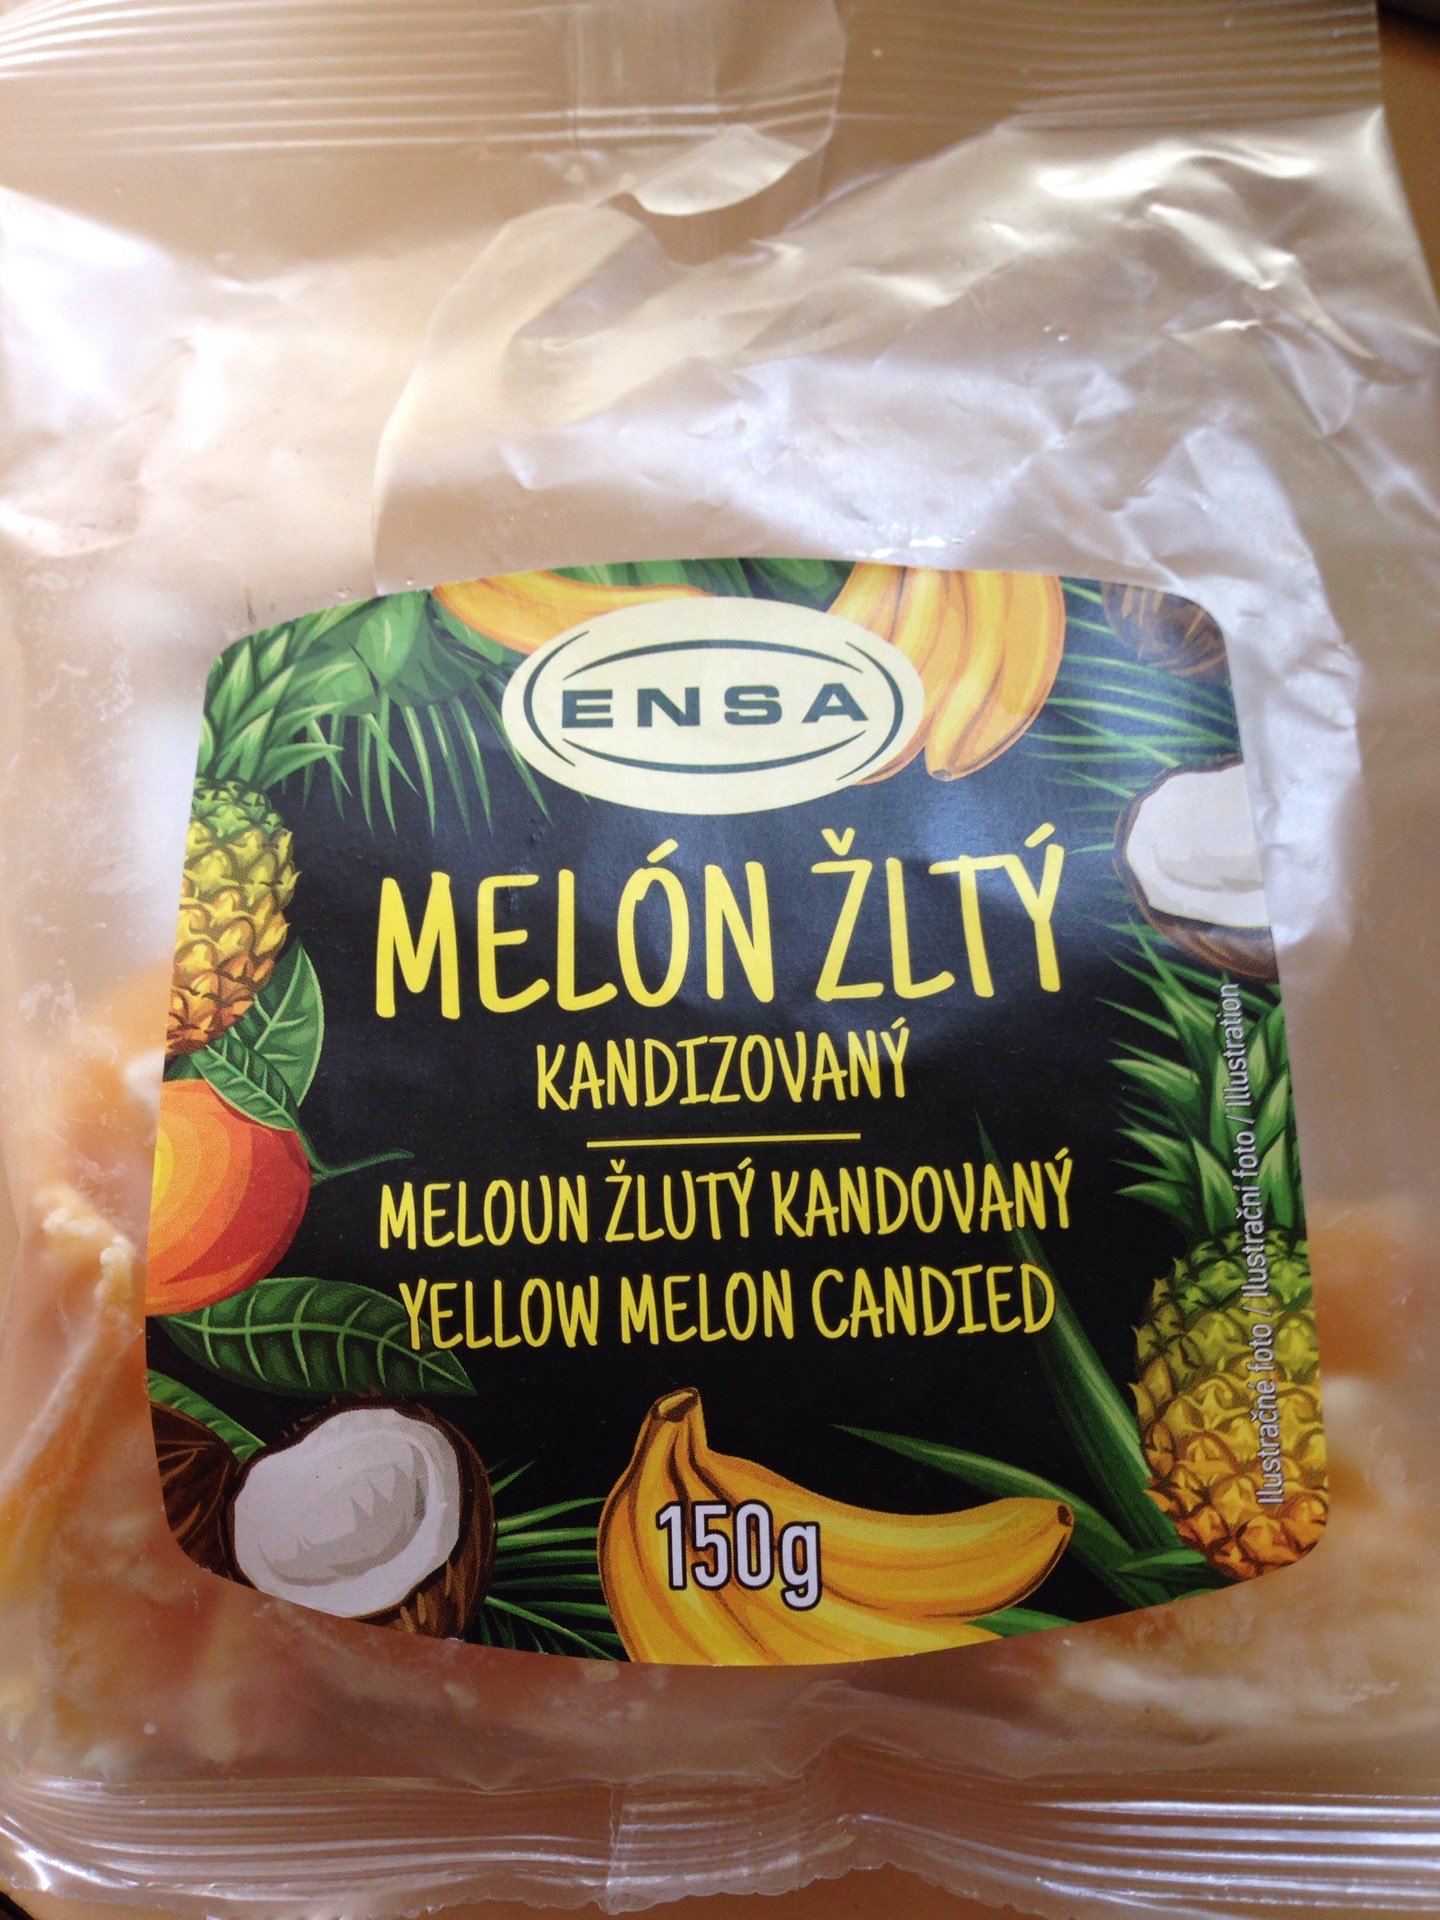 ENSA
MELÓN ŽLTÝ
KANDIZOVANÝ
MELOUN ŽLUTÝ KANDOVANÝ
YELLOW MELON CANDIED
150g
Ilustračné foto / Ilustrační foto / Illustration